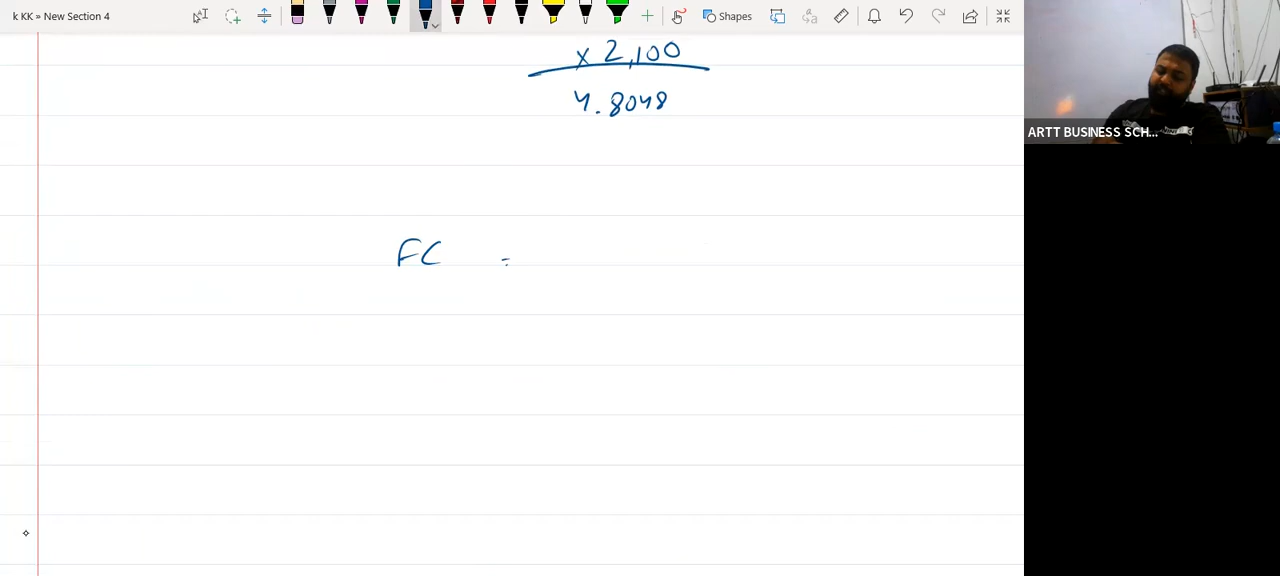 k KK » New Section 4
Shapes
x 2,100
4.8048
FC =
ARTT BUSINESS SCH...